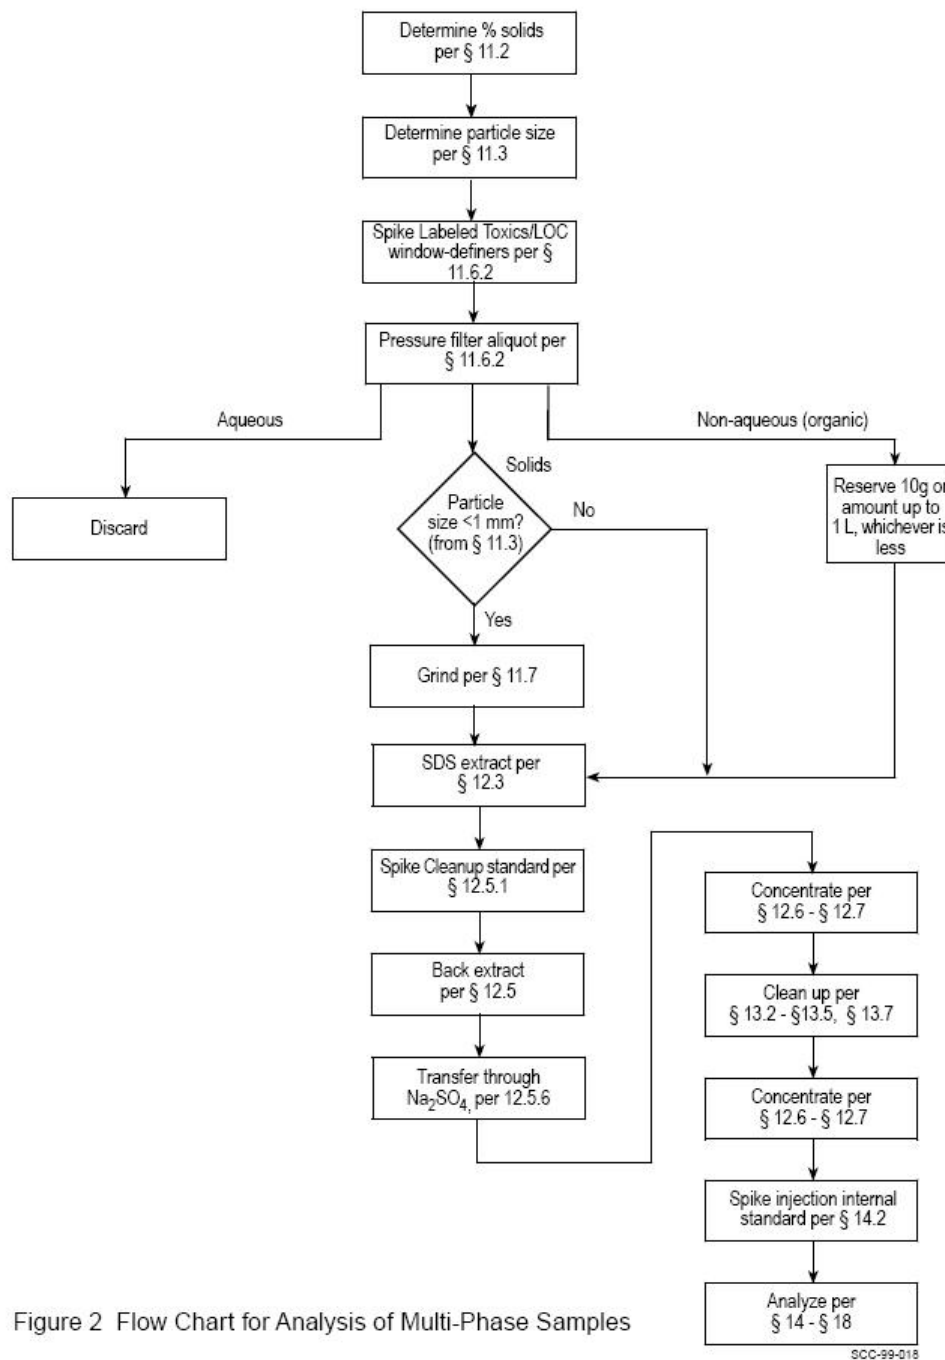 Determine % solids
per § 11.2
Determine particle size
per § 11.3
Spike Labeled Toxics/LOC
window-definers per §
11.6.2
Pressure filter aliquot per
§ 11.6.2
Aqueous
Non-aqueous (organic)
Solids
Discard
Particle
size <1 mm?
(from § 11.3)
No
Reserve 10g or
amount up to
1 L, whichever is
less
Yes
Grind per § 11.7
SDS extract per
§ 12.3
Spike Cleanup standard per
§ 12.5.1
Back extract
per § 12.5
Transfer through
Na₂SO₄, per 12.5.6
Concentrate per
§ 12.6 - § 12.7
Clean up per
§ 13.2 - §13.5, § 13.7
Concentrate per
§ 12.6 - § 12.7
Spike injection internal
standard per § 14.2
Analyze per
§ 14 - § 18
Figure 2 Flow Chart for Analysis of Multi-Phase Samples
SCC-99-018